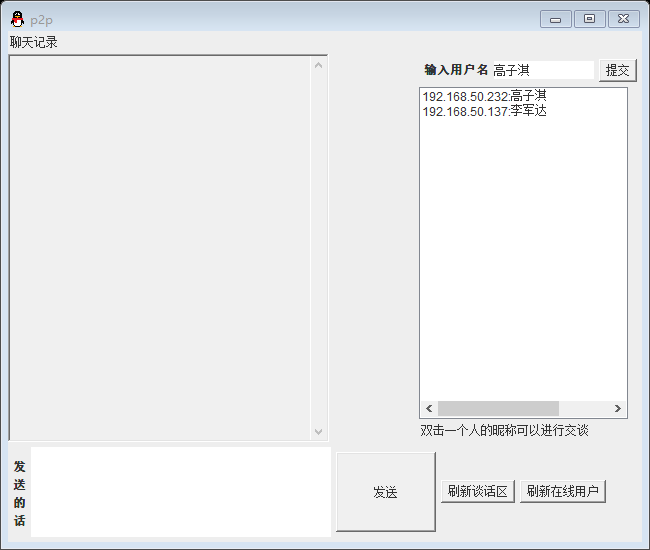 p2p
聊天记录
输入用户名 高子淇 提交
192.168.50.232:高子淇
192.168.50.137:李军达
双击一个人的昵称可以进行交谈
发送的话
发送 刷新谈话区 刷新在线用户